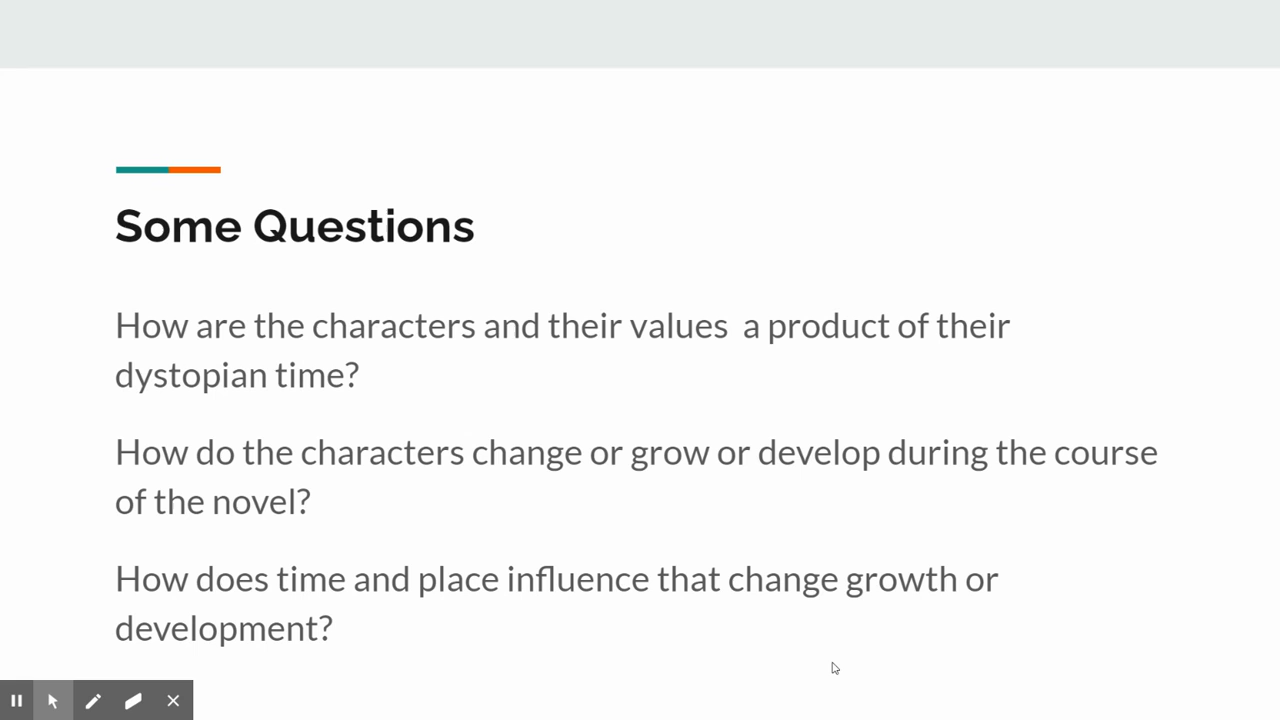 Some Questions
How are the characters and their values  a product of their
dystopian time?
How do the characters change or grow or develop during the course
of the novel?
How does time and place influence that change growth or
development?